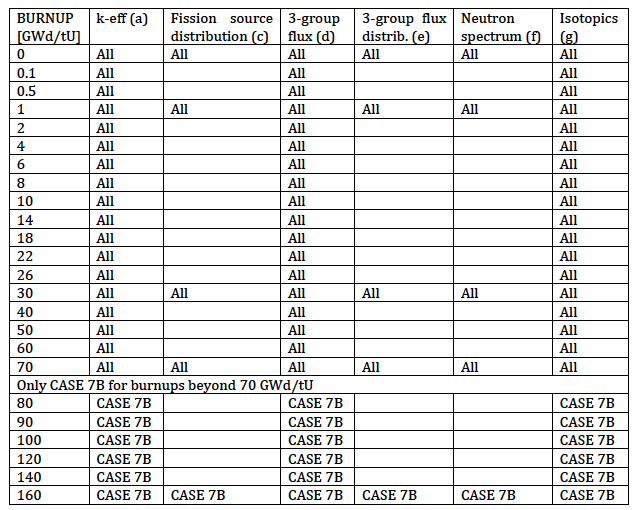 BURNUP k-eff (a) Fission source 3-group 3-group flux Neutron Isotopics
[GWd/tU] distribution (c) flux (d) distrib. (e) spectrum (f) (g)
0 All All All All All All
0.1 All All All
0.5 All All All
1 All All All All All All
2 All All All
4 All All All
6 All All All
8 All All All
10 All All All
14 All All All
18 All All All
22 All All All
26 All All All
30 All All All All All All
40 All All All
50 All All All
60 All All All
70 All All All All All All
Only CASE 7B for burnups beyond 70 GWd/tU
80 CASE 7B CASE 7B CASE 7B
90 CASE 7B CASE 7B CASE 7B
100 CASE 7B CASE 7B CASE 7B
120 CASE 7B CASE 7B CASE 7B
140 CASE 7B CASE 7B CASE 7B
160 CASE 7B CASE 7B CASE 7B CASE 7B CASE 7B CASE 7B